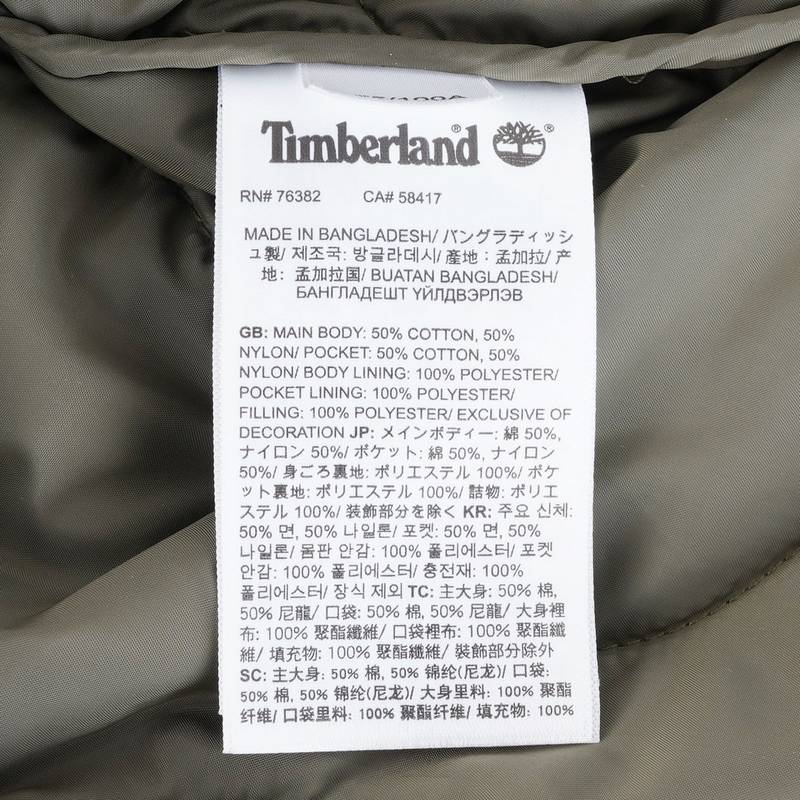 Timberland® ®
RN# 76382 CA# 58417
MADE IN BANGLADESH/ バングラディッシ
ュ製/ 제조국: 방글라데시/ 產地：孟加拉/ 产
地：孟加拉国/ BUATAN BANGLADESH/
БАНГЛАДЕШТ ҮЙЛДВЭРЛЭВ
GB: MAIN BODY: 50% COTTON, 50%
NYLON/ POCKET: 50% COTTON, 50%
NYLON/ BODY LINING: 100% POLYESTER/
POCKET LINING: 100% POLYESTER/
FILLING: 100% POLYESTER/ EXCLUSIVE OF
DECORATION JP: メインボディー: 綿 50%,
ナイロン 50%/ ポケット: 綿 50%, ナイロン
50%/ 身ごろ裏地: ポリエステル 100%/ ポケ
ット裏地: ポリエステル 100%/ 詰物: ポリエ
ステル 100%/ 装飾部分を除く KR: 주요 신체:
50% 면, 50% 나일론/ 포켓: 50% 면, 50%
나일론/ 몸판 안감: 100% 폴리에스터/ 포켓
안감: 100% 폴리에스터/ 충전재: 100%
폴리에스터/ 장식 제외 TC: 主大身: 50% 棉,
50% 尼龍/ 口袋: 50% 棉, 50% 尼龍/ 大身裡
布: 100% 聚酯纖維/ 口袋裡布: 100% 聚酯纖
維/ 填充物: 100% 聚酯纖維/ 裝飾部分除外
SC: 主大身: 50% 棉, 50% 锦纶(尼龙)/ 口袋:
50% 棉, 50% 锦纶(尼龙)/ 大身里料: 100% 聚酯
纤维/ 口袋里料: 100% 聚酯纤维/ 填充物: 100%